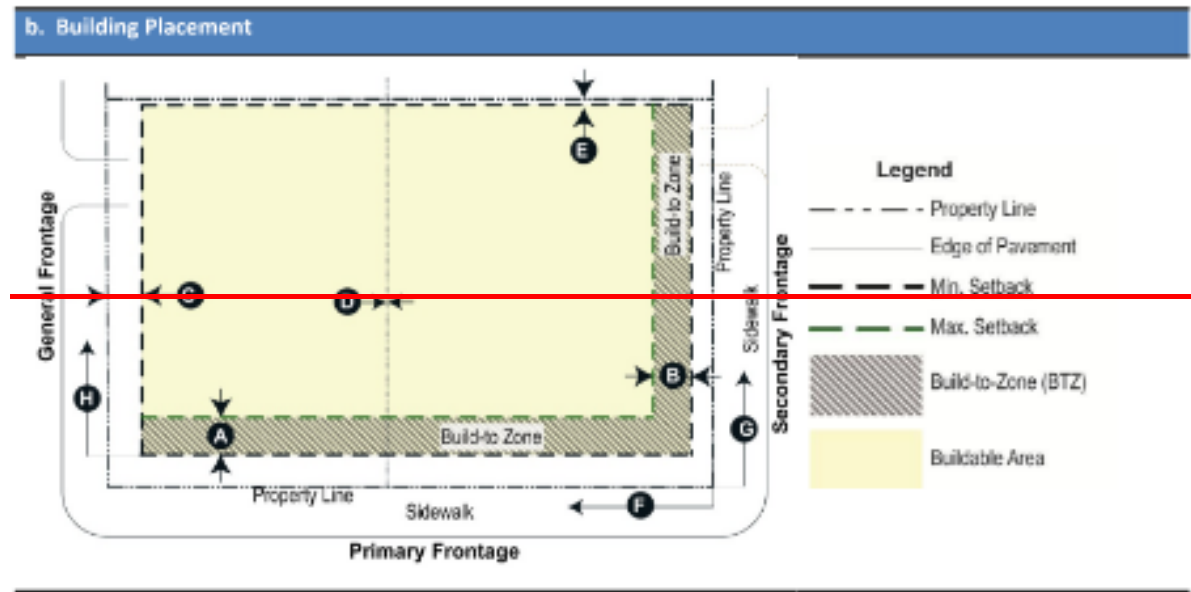 b. Building Placement
E
Build-to Zone
Property Line
General Frontage
Secondary Frontage
Sidewalk
C
D
B
H
A
G
Build-to Zone
Property Line
F
Sidewalk
Primary Frontage
Legend
Property Line
Edge of Pavement
Min. Setback
Max. Setback
Build-to-Zone (BTZ)
Buildable Area